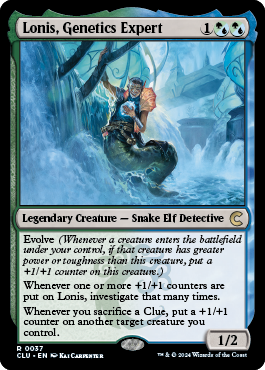 Lonis, Genetics Expert 1
Legendary Creature — Snake Elf Detective
Evolve (Whenever a creature enters the battlefield
under your control, if that creature has greater
power or toughness than this creature, put a
+1/+1 counter on this creature.)
Whenever one or more +1/+1 counters are
put on Lonis, investigate that many times.
Whenever you sacrifice a Clue, put a +1/+1
counter on another target creature you
control.
1/2
R 0037
CLU • EN Kai Carpenter
™ & © 2024 Wizards of the Coast